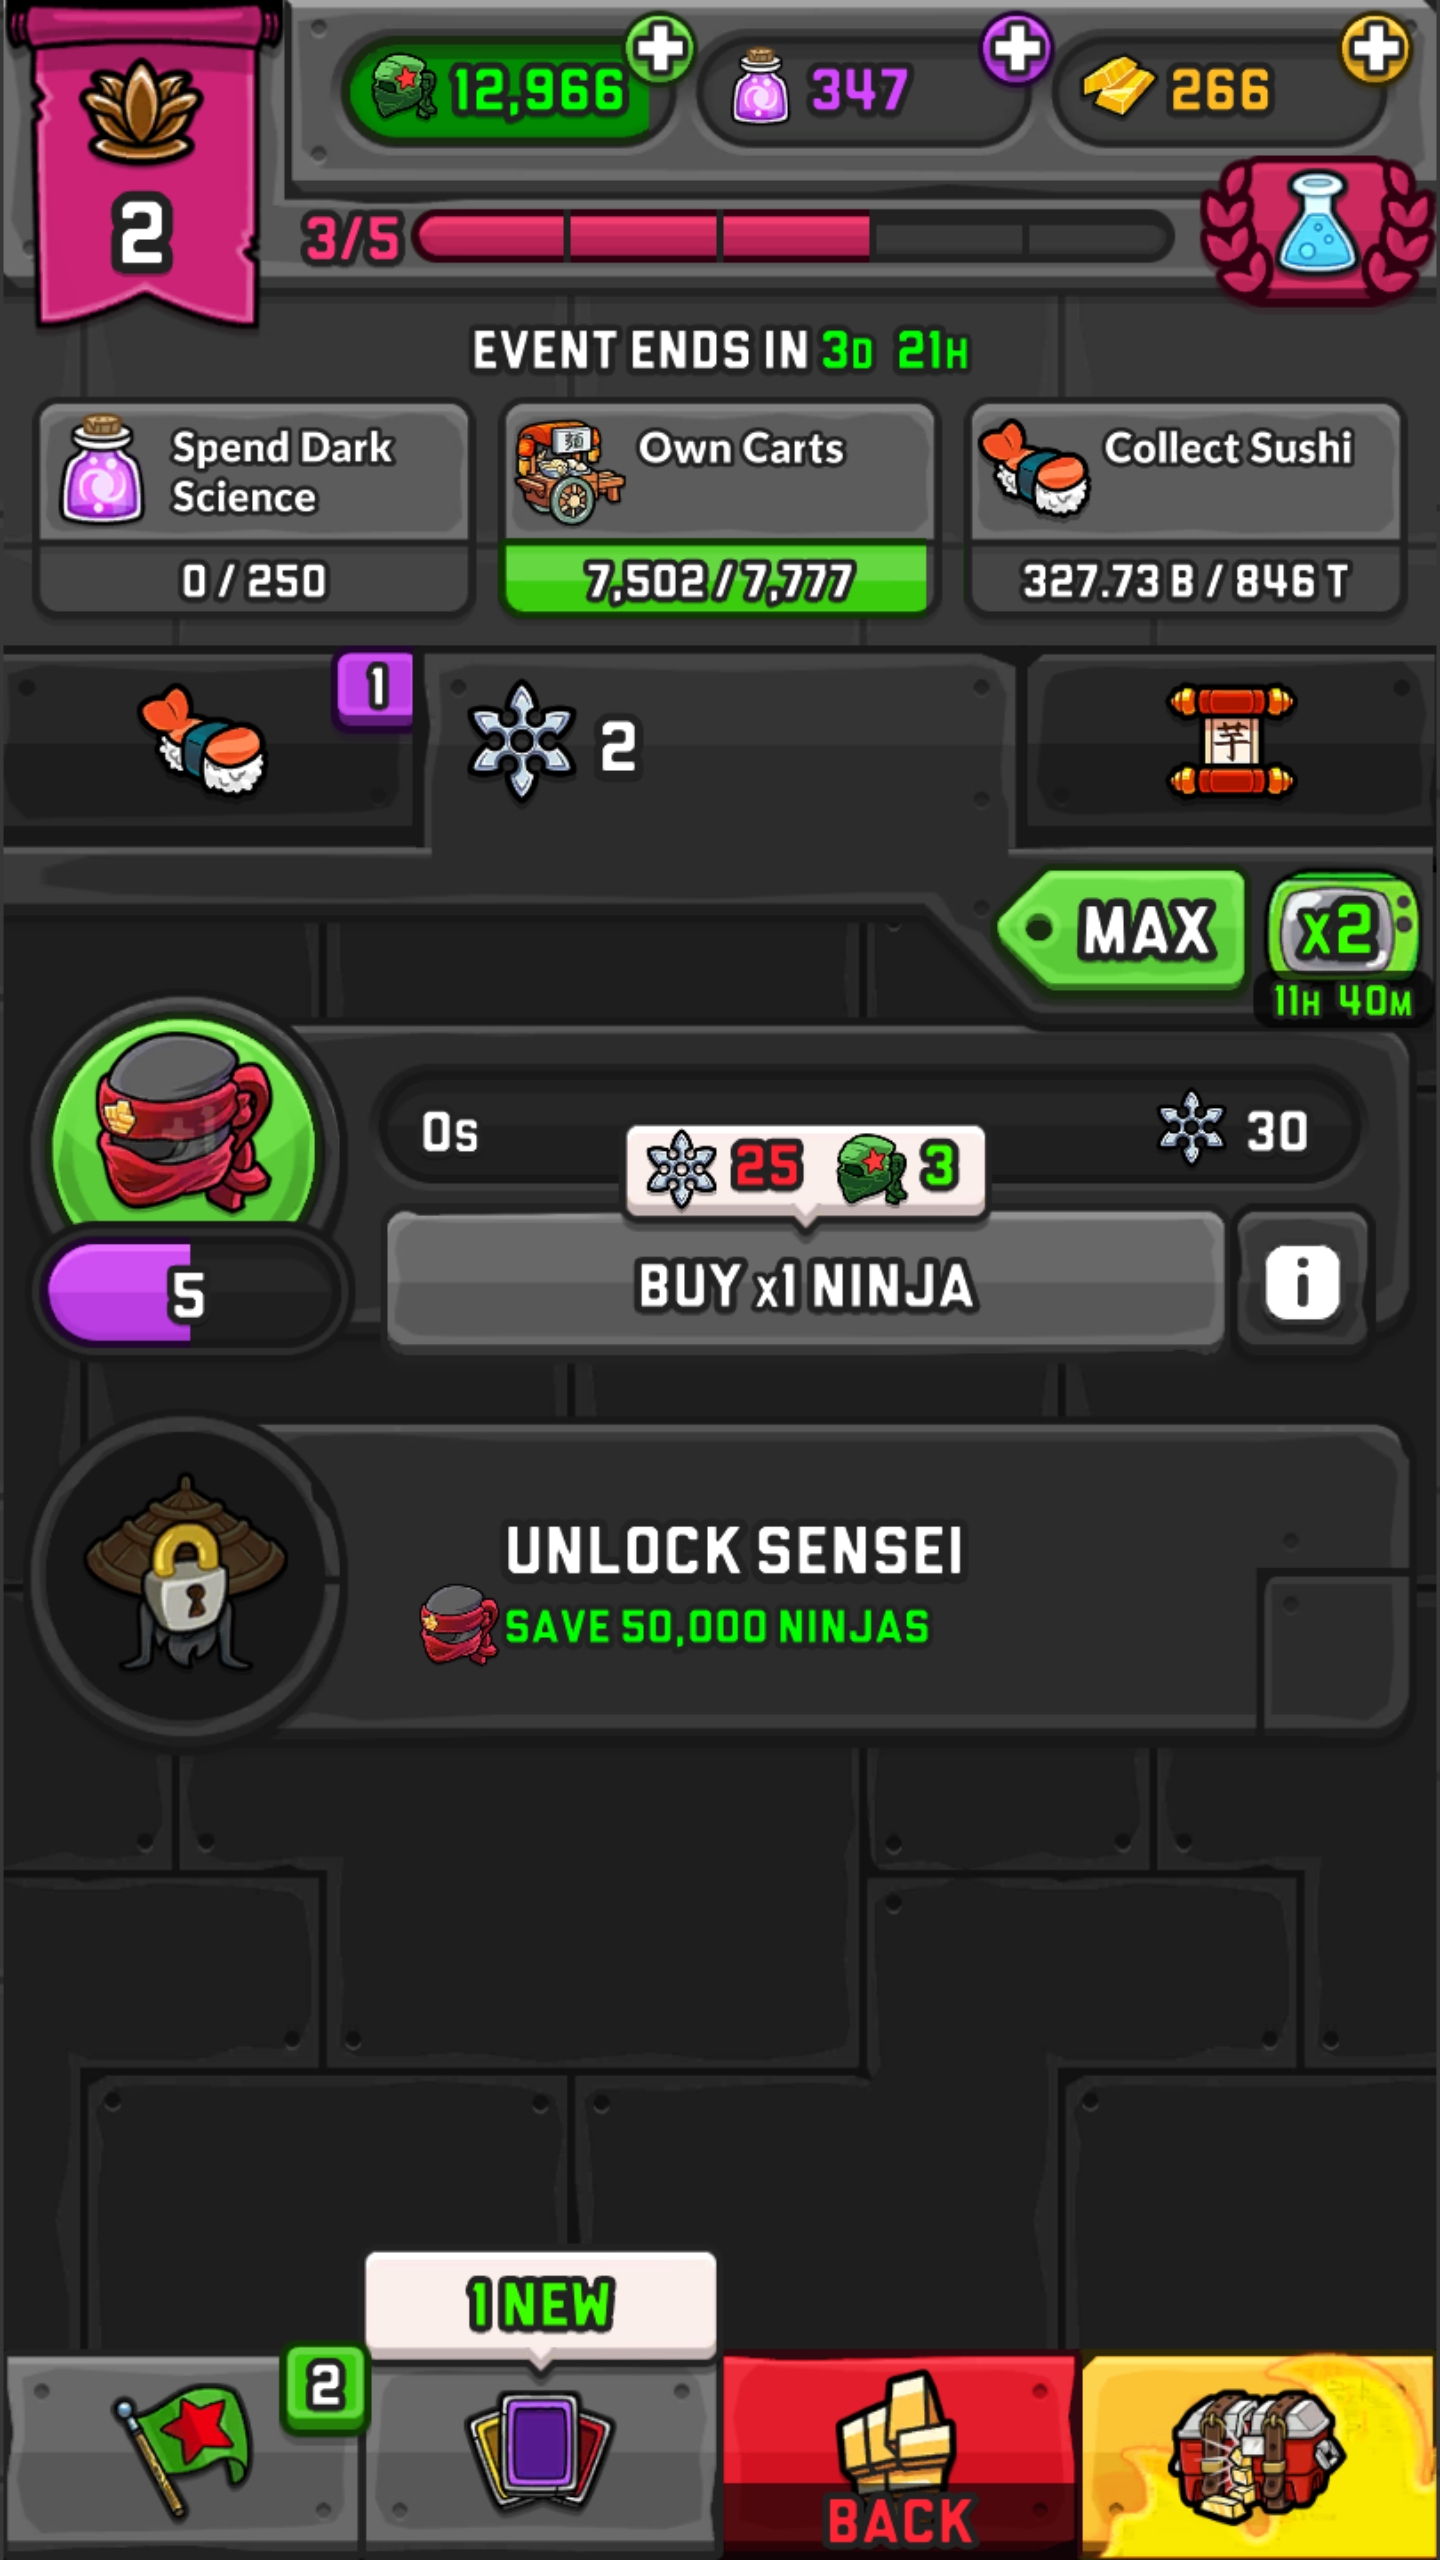 12,966
347
266
2
3/5
EVENT ENDS IN 3D 21H
Spend Dark
Science
0 / 250
Own Carts
7,502 / 7,777
Collect Sushi
327.73 B / 846 T
1
2
芋
MAX
x2
11H 40M
0s
30
25
3
5
BUY x1 NINJA
i
UNLOCK SENSEI
SAVE 50,000 NINJAS
1 NEW
2
BACK